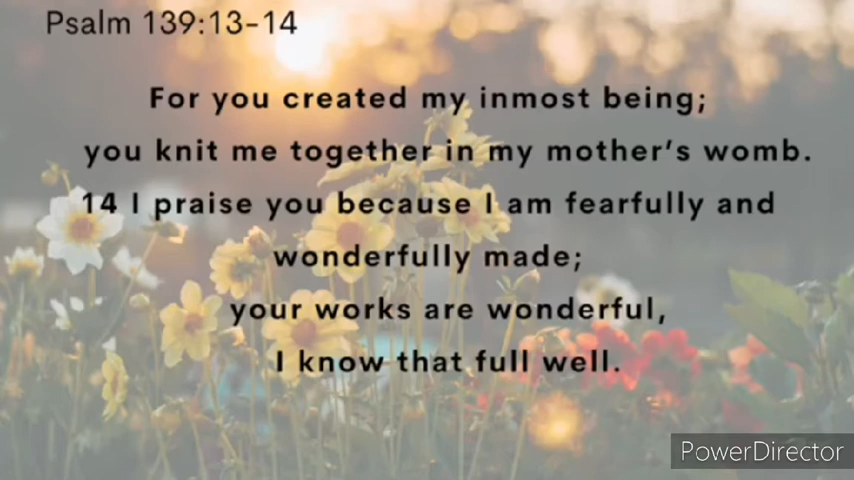 Psalm 139:13-14
For you created my inmost being;
you knit me together in my mother's womb.
14 I praise you because I am fearfully and
wonderfully made;
your works are wonderful,
I know that full well.
PowerDirector